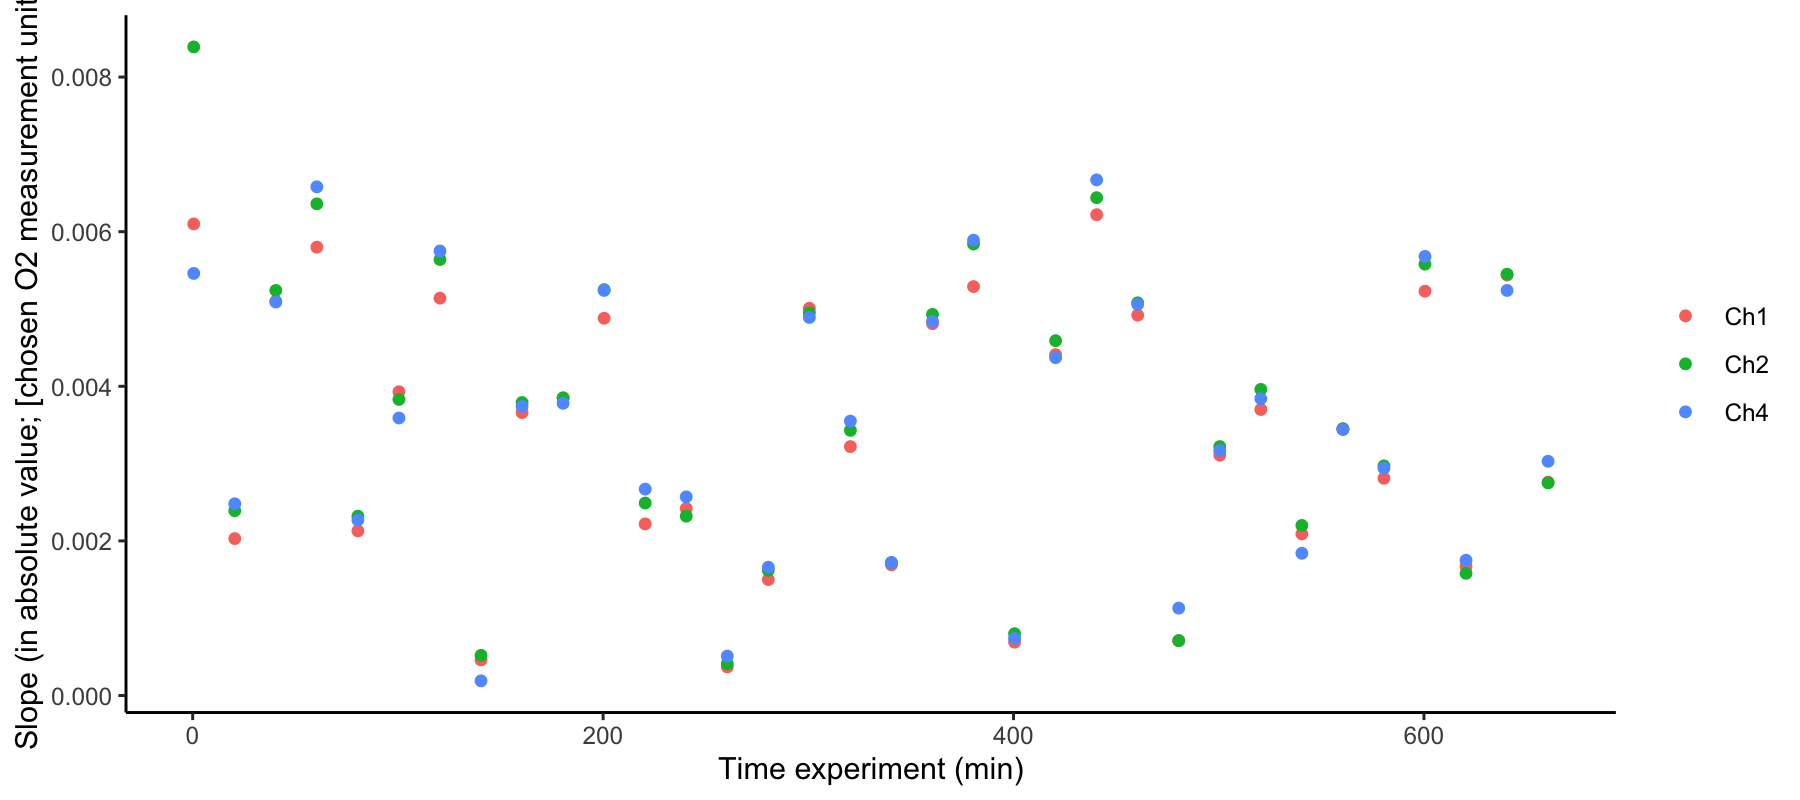 Slope (in absolute value; [chosen O2 measurement unit
0.008
0.006
0.004
0.002
0.000
0
200
400
600
Time experiment (min)
Ch1
Ch2
Ch4